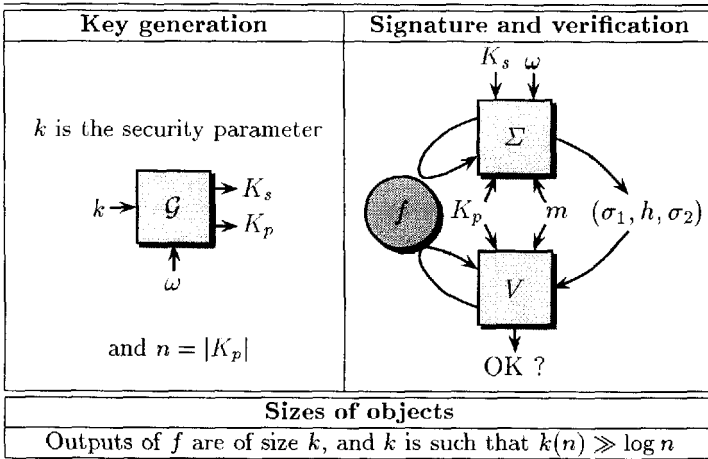 Key generation
Signature and verification
k is the security parameter
k
𝒢
K_s
K_p
ω
and n = |K_p|
K_s ω
Σ
f
K_p
m
(σ_1, h, σ_2)
V
OK ?
Sizes of objects
Outputs of f are of size k, and k is such that k(n) ≫ log n